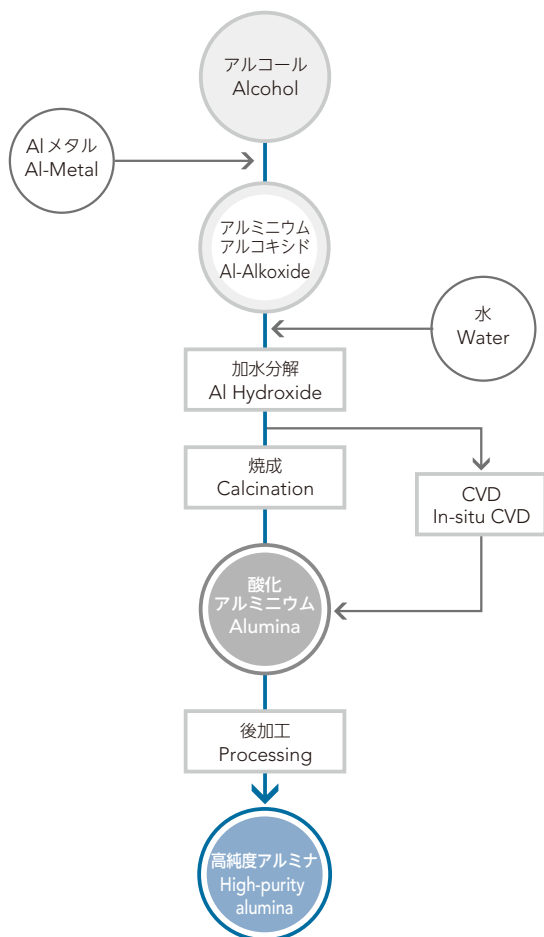 アルコール
Alcohol
Alメタル
Al-Metal
アルミニウム
アルコキシド
Al-Alkoxide
水
Water
加水分解
Al Hydroxide
焼成
Calcination
CVD
In-situ CVD
酸化
アルミニウム
Alumina
後加工
Processing
高純度アルミナ
High-purity
alumina